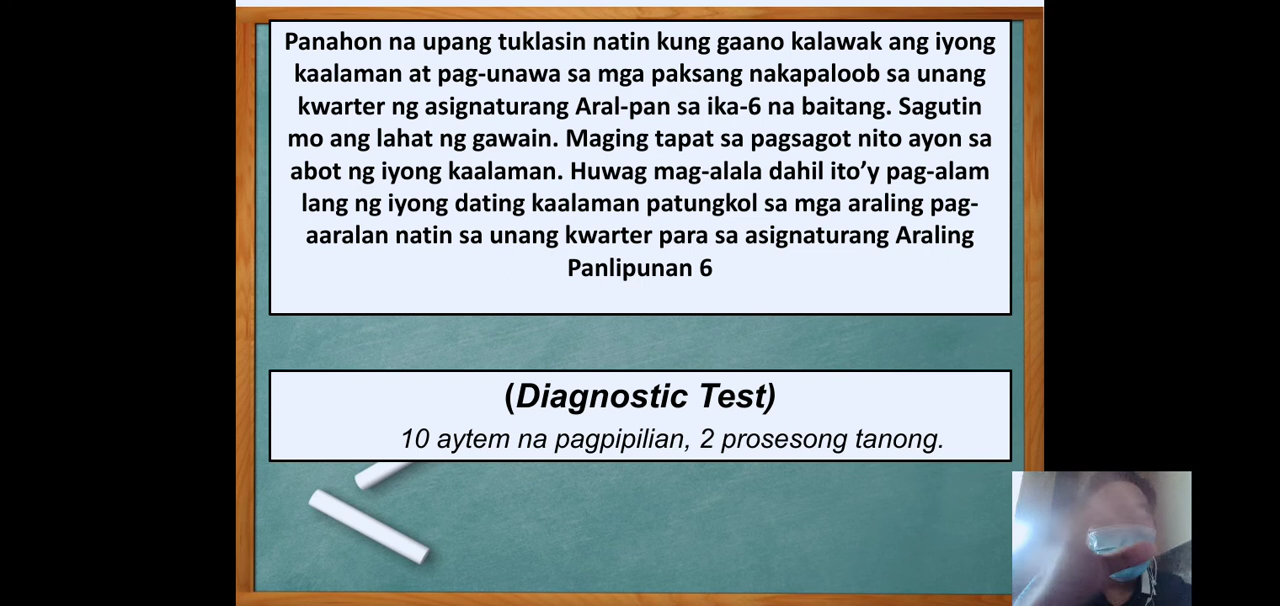 Panahon na upang tuklasin natin kung gaano kalawak ang iyong
kaalaman at pag-unawa sa mga paksang nakapaloob sa unang
kwarter ng asignaturang Aral-pan sa ika-6 na baitang. Sagutin
mo ang lahat ng gawain. Maging tapat sa pagsagot nito ayon sa
abot ng iyong kaalaman. Huwag mag-alala dahil ito’y pag-alam
lang ng iyong dating kaalaman patungkol sa mga araling pag-
aaralan natin sa unang kwarter para sa asignaturang Araling
Panlipunan 6
(Diagnostic Test)
10 aytem na pagpipilian, 2 prosesong tanong.